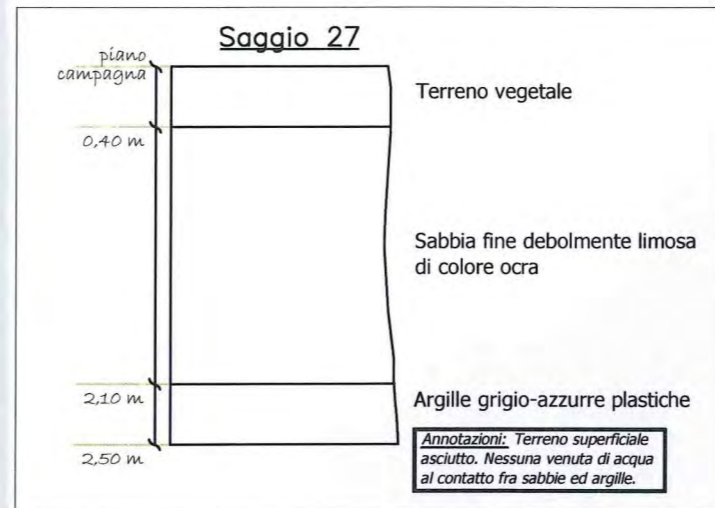 Saggio 27
piano
campagna
Terreno vegetale
0,40 m
Sabbia fine debolmente limosa
di colore ocra
2,10 m
Argille grigio-azzurre plastiche
Annotazioni: Terreno superficiale
asciutto. Nessuna venuta di acqua
al contatto fra sabbie ed argille.
2,50 m